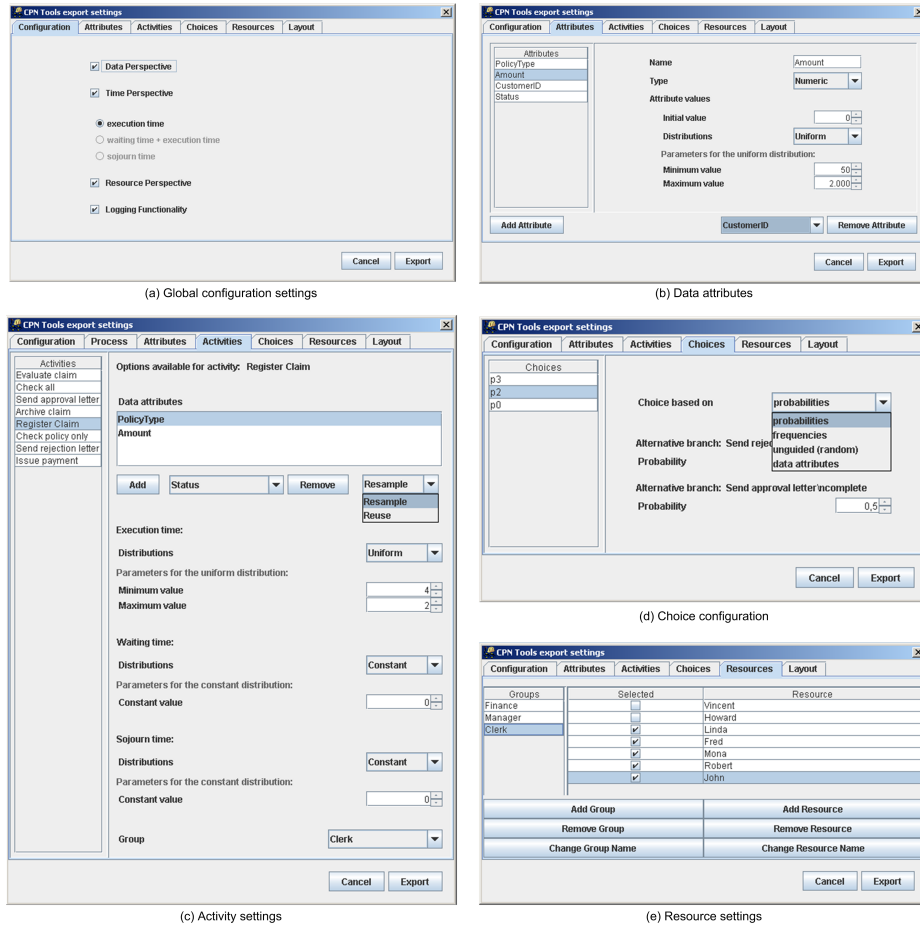 CPN Tools export settings
Configuration Attributes Activities Choices Resources Layout
Data Perspective
Time Perspective
execution time
waiting time + execution time
sojourn time
Resource Perspective
Logging Functionality
Cancel Export
(a) Global configuration settings
CPN Tools export settings
Configuration Attributes Activities Choices Resources Layout
Attributes
PolicyType
Amount
CustomerID
Status
Name Amount
Type Numeric
Attribute values
Initial value 0
Distributions Uniform
Parameters for the uniform distribution:
Minimum value 50
Maximum value 2.000
Add Attribute CustomerID Remove Attribute
Cancel Export
(b) Data attributes
CPN Tools export settings
Configuration Process Attributes Activities Choices Resources Layout
Activities
Evaluate claim
Check all
Send approval letter
Archive claim
Register Claim
Check policy only
Send rejection letter
Issue payment
Options available for activity: Register Claim
Data attributes
PolicyType
Amount
Add Status Remove Resample
Resample
Reuse
Execution time:
Distributions Uniform
Parameters for the uniform distribution:
Minimum value 4
Maximum value 2
Waiting time:
Distributions Constant
Parameters for the constant distribution:
Constant value 0
Sojourn time:
Distributions Constant
Parameters for the constant distribution:
Constant value 0
Group Clerk
Cancel Export
(c) Activity settings
CPN Tools export settings
Configuration Attributes Activities Choices Resources Layout
Choices
p3
p2
p0
Choice based on probabilities
probabilities
frequencies
unguided (random)
data attributes
Alternative branch: Send rejec
Probability
Alternative branch: Send approval letter\ncomplete
Probability 0,5
Cancel Export
(d) Choice configuration
CPN Tools export settings
Configuration Attributes Activities Choices Resources Layout
Groups Selected Resource
Finance Vincent
Manager Howard
Clerk Linda
Fred
Mona
Robert
John
Add Group Add Resource
Remove Group Remove Resource
Change Group Name Change Resource Name
Cancel Export
(e) Resource settings